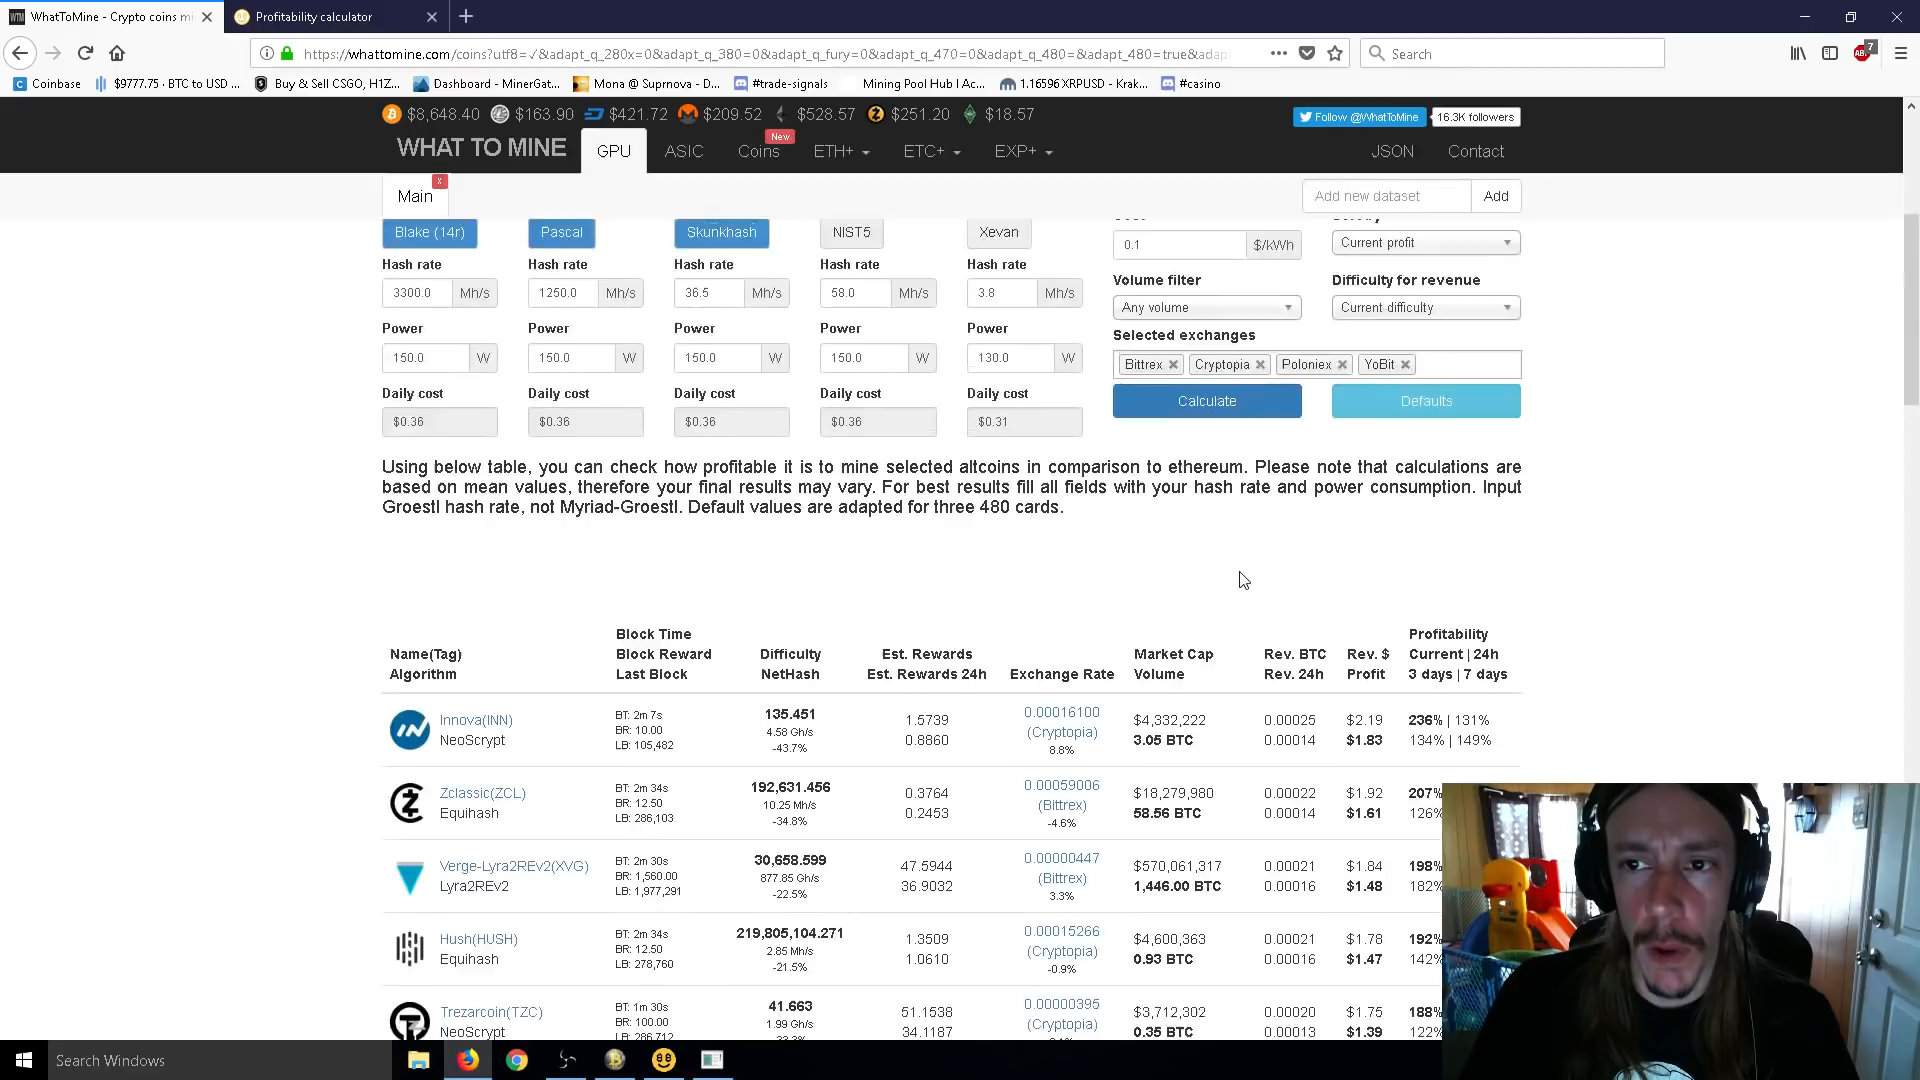 WhatToMine - Crypto coins mi
Profitability calculator
https://whattomine.com/coins?utf8=✓&adapt_q_280x=0&adapt_q_380=0&adapt_q_fury=0&adapt_q_470=0&adapt_q_480=&adapt_480=true&adap
Search
7
Coinbase
$9777.75 · BTC to USD ...
Buy & Sell CSGO, H1Z...
Dashboard - MinerGat...
Mona @ Suprnova - D...
#trade-signals
Mining Pool Hub | Ac...
1.16596 XRPUSD - Krak...
#casino
$8,648.40 $163.90 $421.72 $209.52 $528.57 $251.20 $18.57
Follow @WhatToMine 16.3K followers
WHAT TO MINE GPU ASIC Coins New ETH+ ETC+ EXP+ JSON Contact
Main x
Add new dataset Add
Blake (14r) Pascal Skunkhash NIST5 Xevan
Hash rate Hash rate Hash rate Hash rate Hash rate
3300.0 Mh/s 1250.0 Mh/s 36.5 Mh/s 58.0 Mh/s 3.8 Mh/s
Power Power Power Power Power
150.0 W 150.0 W 150.0 W 150.0 W 130.0 W
Daily cost Daily cost Daily cost Daily cost Daily cost
$0.36 $0.36 $0.36 $0.36 $0.31
0.1 $/kWh Current profit
Volume filter Difficulty for revenue
Any volume Current difficulty
Selected exchanges
Bittrex Cryptopia Poloniex YoBit
Calculate Defaults
Using below table, you can check how profitable it is to mine selected altcoins in comparison to ethereum. Please note that calculations are
based on mean values, therefore your final results may vary. For best results fill all fields with your hash rate and power consumption. Input
Groestl hash rate, not Myriad-Groestl. Default values are adapted for three 480 cards.
Name(Tag)
Algorithm
Block Time
Block Reward
Last Block
Difficulty
NetHash
Est. Rewards
Est. Rewards 24h
Exchange Rate
Market Cap
Volume
Rev. BTC
Rev. 24h
Rev. $
Profit
Profitability
Current | 24h
3 days | 7 days
Innova(INN)
NeoScrypt
BT: 2m 7s
BR: 10.00
LB: 105,482
135.451
4.58 Gh/s
-43.7%
1.5739
0.8860
0.00016100
(Cryptopia)
8.8%
$4,332,222
3.05 BTC
0.00025
0.00014
$2.19
$1.83
236% | 131%
134% | 149%
Zclassic(ZCL)
Equihash
BT: 2m 34s
BR: 12.50
LB: 286,103
192,631.456
10.25 Mh/s
-34.8%
0.3764
0.2453
0.00059006
(Bittrex)
-4.6%
$18,279,980
58.56 BTC
0.00022
0.00014
$1.92
$1.61
207%
126%
Verge-Lyra2REv2(XVG)
Lyra2REv2
BT: 2m 30s
BR: 1,560.00
LB: 1,977,291
30,658.599
877.85 Gh/s
-22.5%
47.5944
36.9032
0.00000447
(Bittrex)
3.3%
$570,061,317
1,446.00 BTC
0.00021
0.00016
$1.84
$1.48
198%
182%
Hush(HUSH)
Equihash
BT: 2m 34s
BR: 12.50
LB: 278,760
219,805,104.271
2.85 Mh/s
-21.5%
1.3509
1.0610
0.00015266
(Cryptopia)
-0.9%
$4,600,363
0.93 BTC
0.00021
0.00016
$1.78
$1.47
192%
142%
Trezarcoin(TZC)
NeoScrypt
BT: 1m 30s
BR: 100.00
LB: 286,712
41.663
1.99 Gh/s
51.1538
34.1187
0.00000395
(Cryptopia)
$3,712,302
0.35 BTC
0.00020
0.00013
$1.75
$1.39
188%
122%
Search Windows